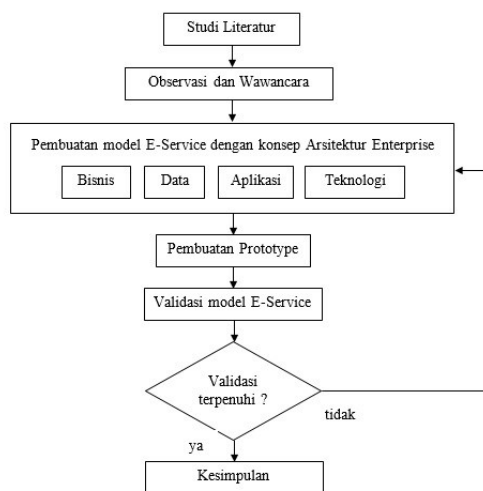 Studi Literatur
Observasi dan Wawancara
Pembuatan model E-Service dengan konsep Arsitektur Enterprise
Bisnis
Data
Aplikasi
Teknologi
Pembuatan Prototype
Validasi model E-Service
Validasi
terpenuhi ?
tidak
ya
Kesimpulan